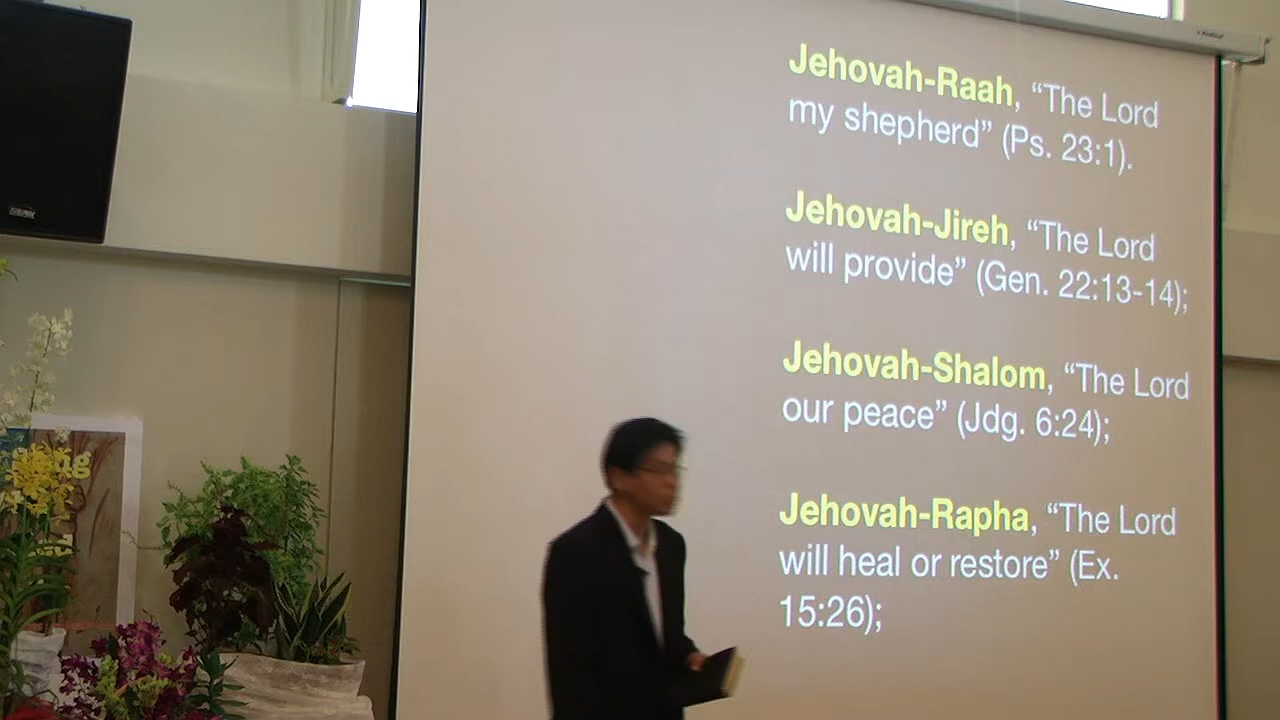 Jehovah-Raah, “The Lord
my shepherd” (Ps. 23:1).
Jehovah-Jireh, “The Lord
will provide” (Gen. 22:13-14);
Jehovah-Shalom, “The Lord
our peace” (Jdg. 6:24);
Jehovah-Rapha, “The Lord
will heal or restore” (Ex.
15:26);